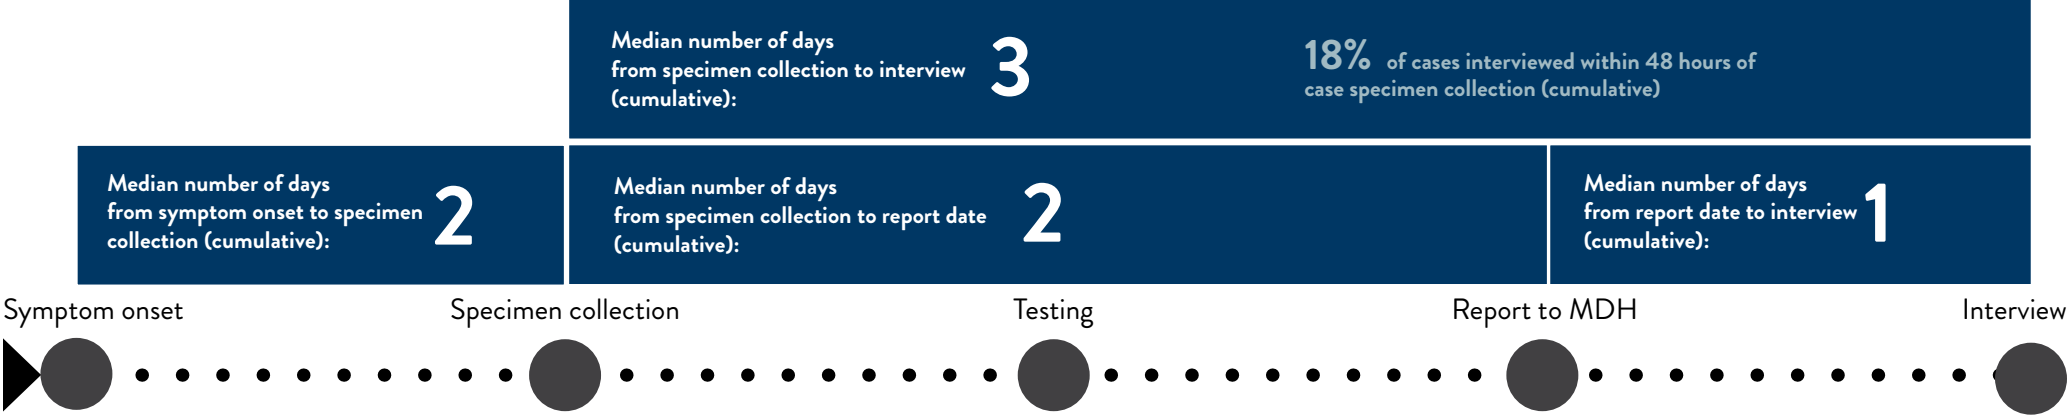 Median number of days
from specimen collection to interview
(cumulative):
3
18% of cases interviewed within 48 hours of
case specimen collection (cumulative)
Median number of days
from symptom onset to specimen
collection (cumulative):
2
Median number of days
from specimen collection to report date
(cumulative):
2
Median number of days
from report date to interview
(cumulative):
1
Symptom onset
Specimen collection
Testing
Report to MDH
Interview